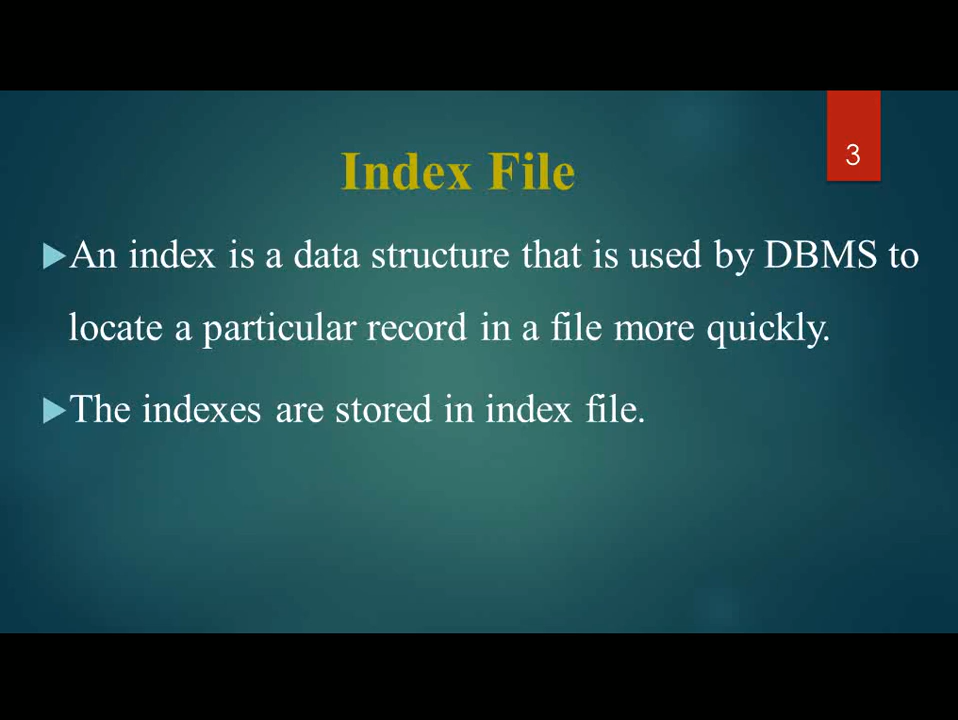 3
Index File
An index is a data structure that is used by DBMS to
locate a particular record in a file more quickly.
The indexes are stored in index file.